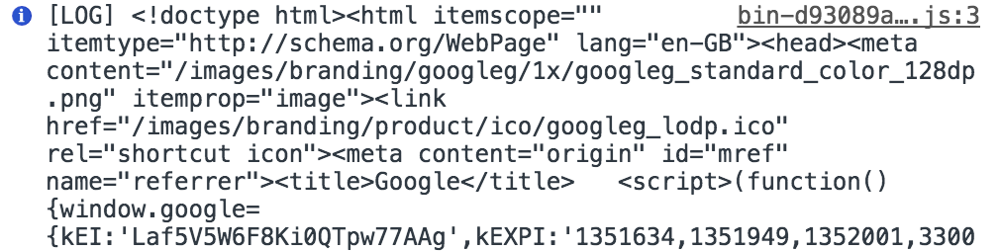 [LOG] <!doctype html><html itemscope="" bin-d93089a….js:3
itemtype="http://schema.org/WebPage" lang="en-GB"><head><meta
content="/images/branding/googleg/1x/googleg_standard_color_128dp
.png" itemprop="image"><link
href="/images/branding/product/ico/googleg_lodp.ico"
rel="shortcut icon"><meta content="origin" id="mref"
name="referrer"><title>Google</title>   <script>(function()
{window.google=
{kEI:'Laf5V5W6F8Ki0QTpw77AAg',kEXPI:'1351634,1351949,1352001,3300